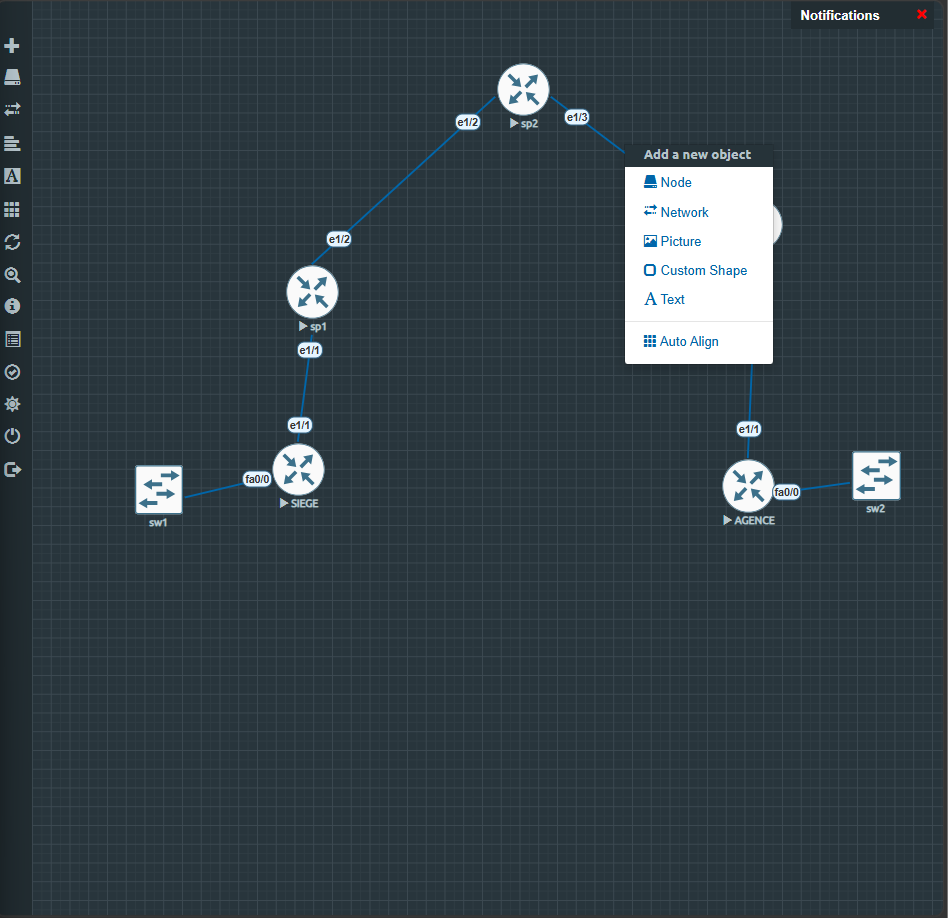 Notifications
sp2
e1/2
e1/3
Add a new object
Node
Network
Picture
Custom Shape
Text
Auto Align
e1/2
sp1
e1/1
e1/1
e1/1
fa0/0
SIEGE
sw1
fa0/0
AGENCE
sw2
A